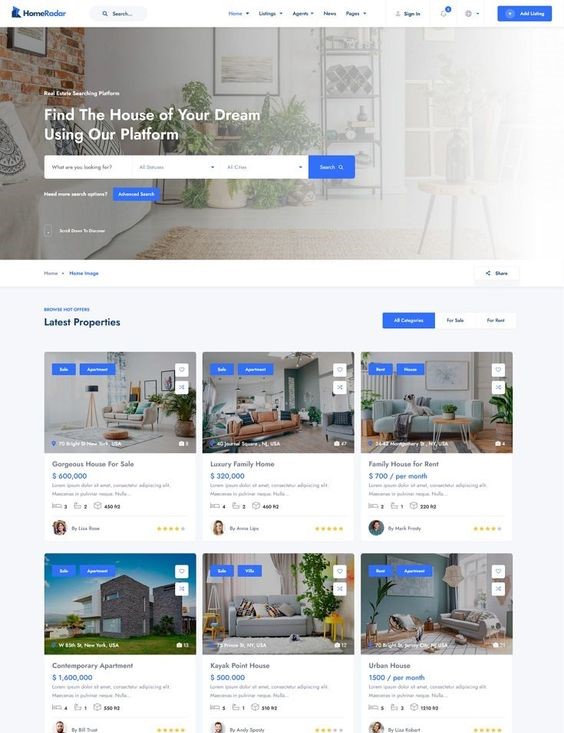 HomeRadar
Search...
Home
Listings
Agents
News
Pages
Sign In
Add Listing
Real Estate Searching Platform
Find The House of Your Dream
Using Our Platform
What are you looking for?
All Statuses
All Cities
Search
Need more search options?
Advanced Search
Scroll Down To Discover
Home
Home Image
Share
BROWSE HOT OFFERS
Latest Properties
All Categories
For Sale
For Rent
Sale
Apartment
70 Bright St New York, USA
8
Gorgeous House For Sale
$ 600,000
Lorem ipsum dolor sit amet, consectetur adipiscing elit.
Maecenas in pulvinar neque. Nulla...
3
2
450 ft2
By Liza Rose
Sale
Apartment
40 Journal Square , NJ, USA
47
Luxury Family Home
$ 320,000
Lorem ipsum dolor sit amet, consectetur adipiscing elit.
Maecenas in pulvinar neque. Nulla...
4
2
460 ft2
By Anna Lips
Rent
House
34-42 Montgomery St , NY, USA
4
Family House for Rent
$ 700 / per month
Lorem ipsum dolor sit amet, consectetur adipiscing elit.
Maecenas in pulvinar neque. Nulla...
2
1
220 ft2
By Mark Frosty
Sale
Apartment
W 85th St, New York, USA
13
Contemporary Apartment
$ 1,600,000
Lorem ipsum dolor sit amet, consectetur adipiscing elit.
Maecenas in pulvinar neque. Nulla...
4
1
550 ft2
By Bill Trust
Sale
Villa
75 Prince St, NY, USA
12
Kayak Point House
$ 500.000
Lorem ipsum dolor sit amet, consectetur adipiscing elit.
Maecenas in pulvinar neque. Nulla...
5
1
510 ft2
By Andy Sposty
Rent
Apartment
70 Bright St, Jersey City, NJ USA
21
Urban House
1500 / per month
Lorem ipsum dolor sit amet, consectetur adipiscing elit.
Maecenas in pulvinar neque. Nulla...
5
3
1210 ft2
By Liza Robert